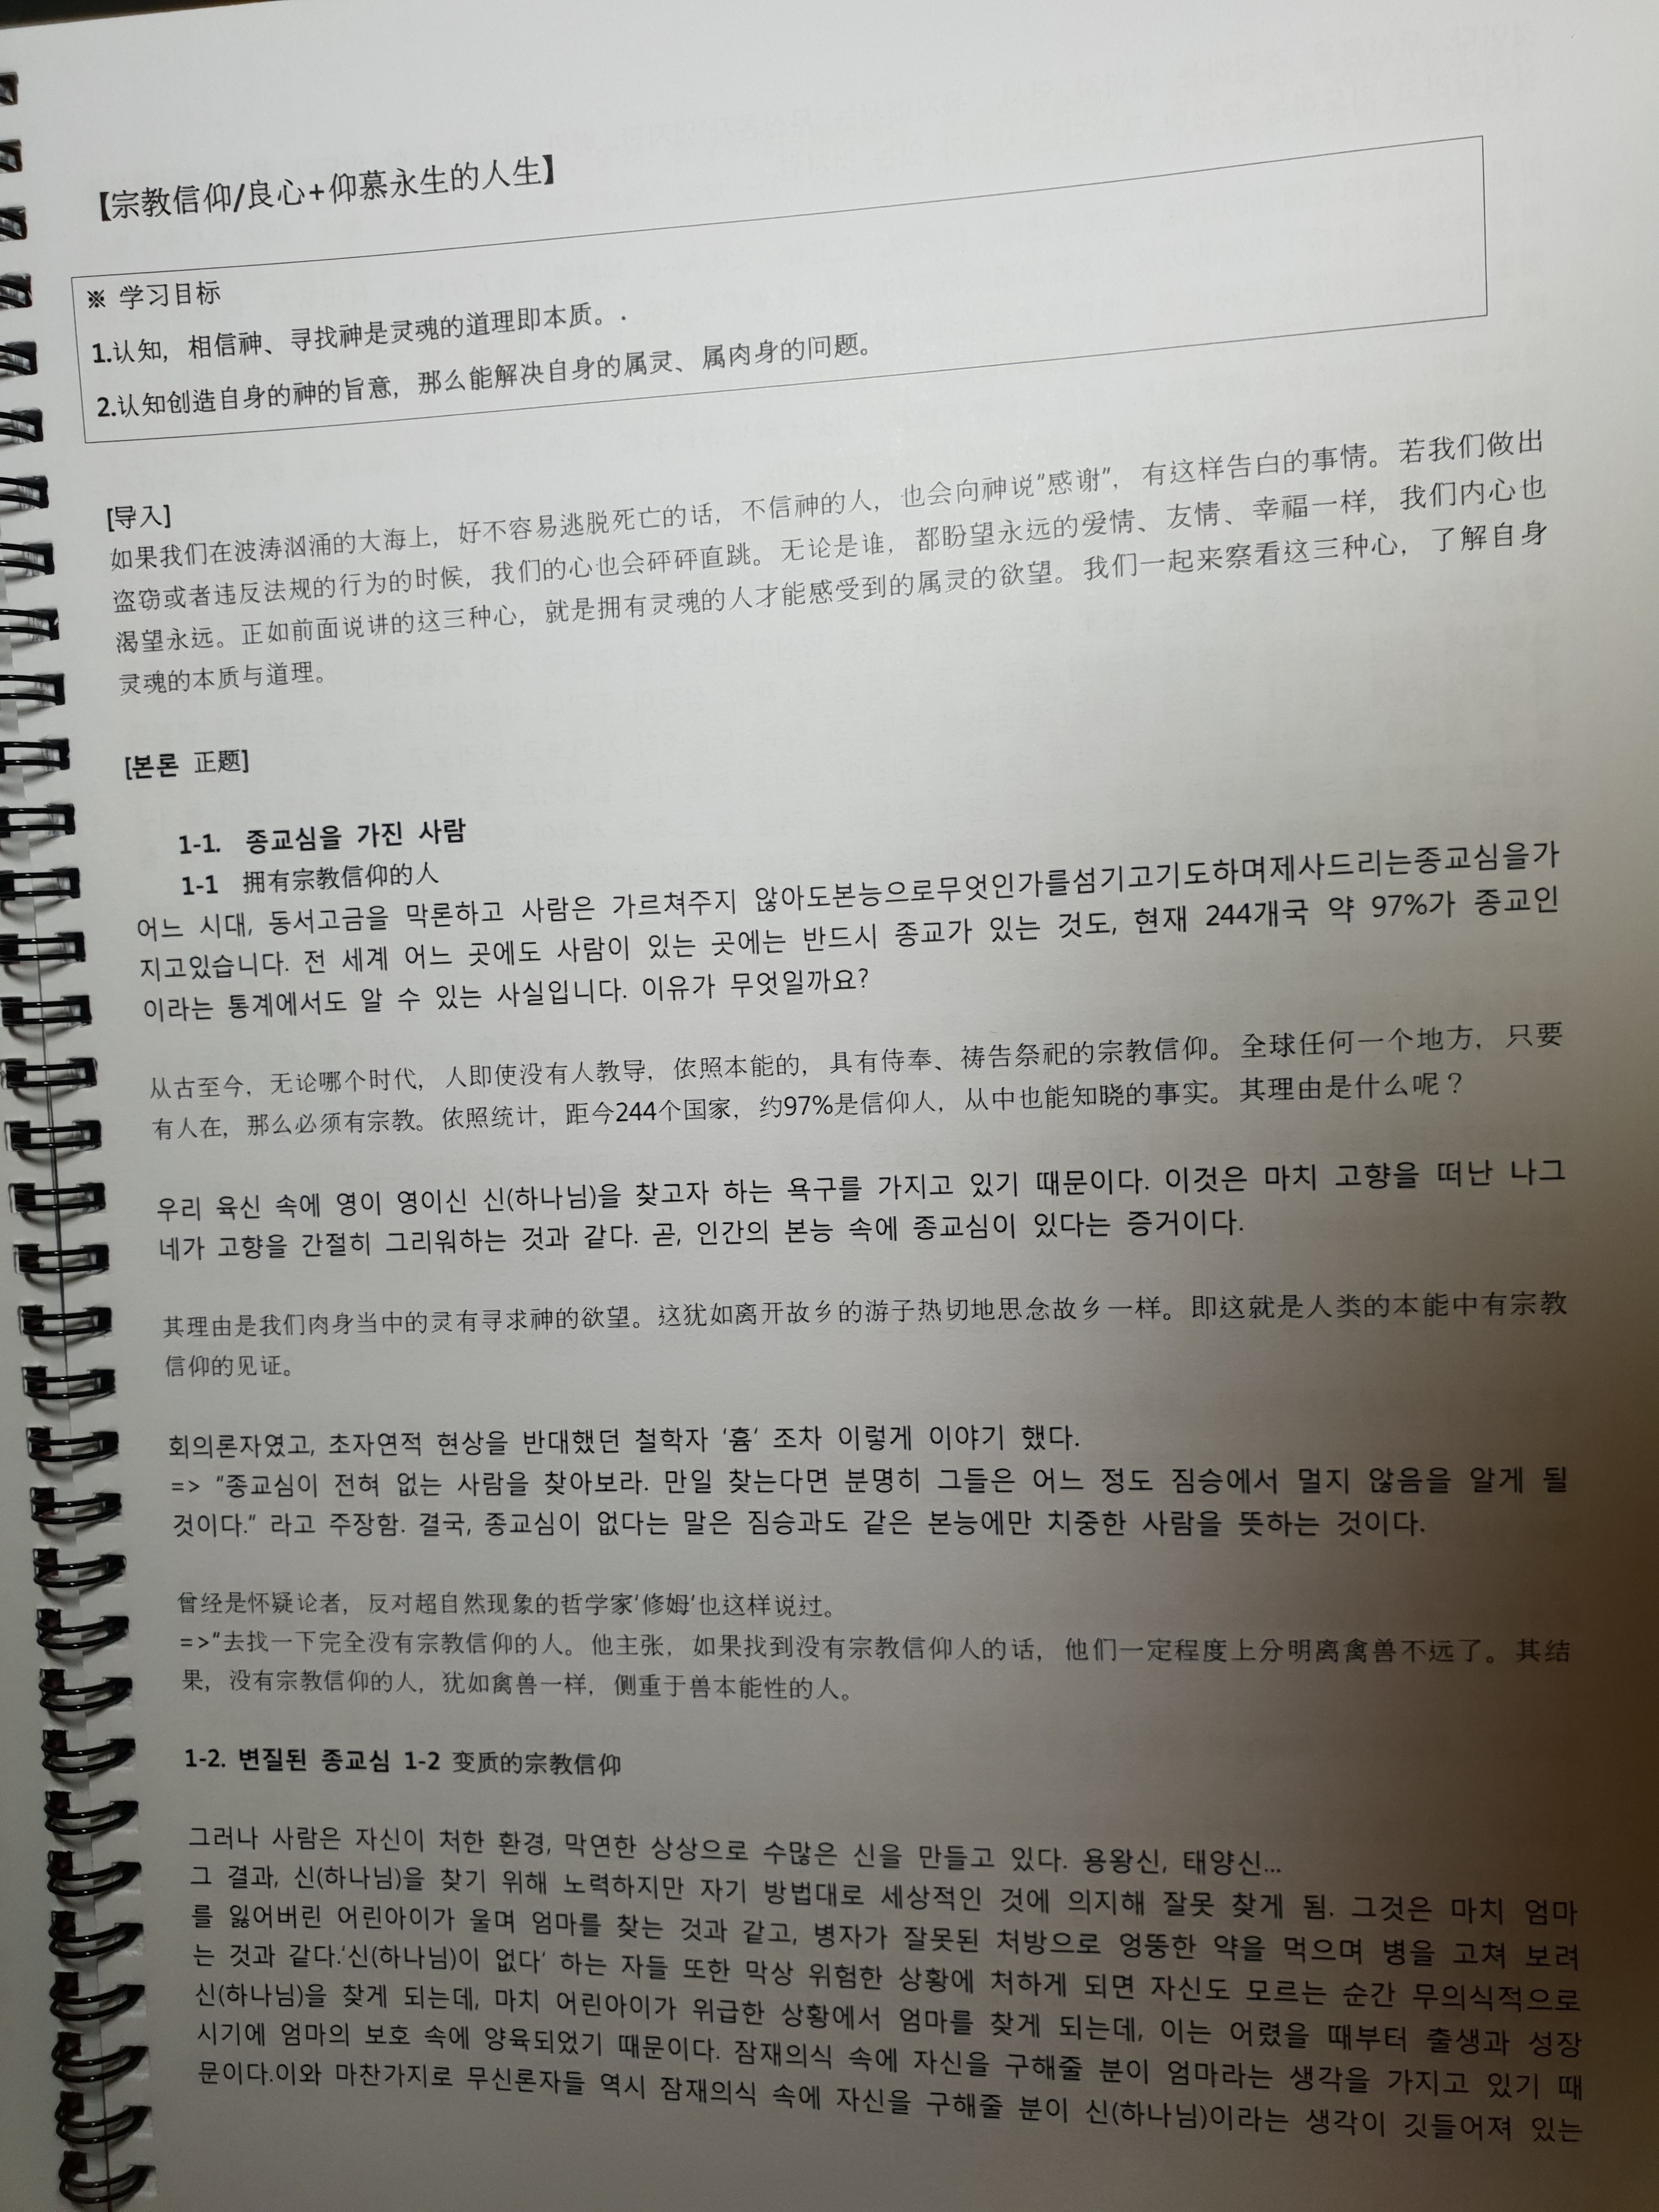 【宗教信仰/良心+仰慕永生的人生】
※ 学习目标
1.认知，相信神、寻找神是灵魂的道理即本质。.
2.认知创造自身的神的旨意，那么能解决自身的属灵、属肉身的问题。
[导入]
如果我们在波涛汹涌的大海上，好不容易逃脱死亡的话，不信神的人，也会向神说"感谢"，有这样告白的事情。若我们做出
盗窃或者违反法规的行为的时候，我们的心也会砰砰直跳。无论是谁，都盼望永远的爱情、友情、幸福一样，我们内心也
渴望永远。正如前面说讲的这三种心，就是拥有灵魂的人才能感受到的属灵的欲望。我们一起来察看这三种心，了解自身
灵魂的本质与道理。
[본론 正题]
1-1. 종교심을 가진 사람
1-1 拥有宗教信仰的人
어느 시대, 동서고금을 막론하고 사람은 가르쳐주지 않아도본능으로무엇인가를섬기고기도하며제사드리는종교심을가
지고있습니다. 전 세계 어느 곳에도 사람이 있는 곳에는 반드시 종교가 있는 것도, 현재 244개국 약 97%가 종교인
이라는 통계에서도 알 수 있는 사실입니다. 이유가 무엇일까요?
从古至今，无论哪个时代，人即使没有人教导，依照本能的，具有侍奉、祷告祭祀的宗教信仰。全球任何一个地方，只要
有人在，那么必须有宗教。依照统计，距今244个国家，约97%是信仰人，从中也能知晓的事实。其理由是什么呢？
우리 육신 속에 영이 영이신 신(하나님)을 찾고자 하는 욕구를 가지고 있기 때문이다. 이것은 마치 고향을 떠난 나그
네가 고향을 간절히 그리워하는 것과 같다. 곧, 인간의 본능 속에 종교심이 있다는 증거이다.
其理由是我们肉身当中的灵有寻求神的欲望。这犹如离开故乡的游子热切地思念故乡一样。即这就是人类的本能中有宗教
信仰的见证。
회의론자였고, 초자연적 현상을 반대했던 철학자 '흄' 조차 이렇게 이야기 했다.
=> "종교심이 전혀 없는 사람을 찾아보라. 만일 찾는다면 분명히 그들은 어느 정도 짐승에서 멀지 않음을 알게 될
것이다." 라고 주장함. 결국, 종교심이 없다는 말은 짐승과도 같은 본능에만 치중한 사람을 뜻하는 것이다.
曾经是怀疑论者，反对超自然现象的哲学家'修姆'也这样说过。
=>"去找一下完全没有宗教信仰的人。他主张，如果找到没有宗教信仰人的话，他们一定程度上分明离禽兽不远了。其结
果，没有宗教信仰的人，犹如禽兽一样，侧重于兽本能性的人。
1-2. 변질된 종교심 1-2 变质的宗教信仰
그러나 사람은 자신이 처한 환경, 막연한 상상으로 수많은 신을 만들고 있다. 용왕신, 태양신...
그 결과, 신(하나님)을 찾기 위해 노력하지만 자기 방법대로 세상적인 것에 의지해 잘못 찾게 됨. 그것은 마치 엄마
를 잃어버린 어린아이가 울며 엄마를 찾는 것과 같고, 병자가 잘못된 처방으로 엉뚱한 약을 먹으며 병을 고쳐 보려
는 것과 같다.'신(하나님)이 없다' 하는 자들 또한 막상 위험한 상황에 처하게 되면 자신도 모르는 순간 무의식적으로
신(하나님)을 찾게 되는데, 마치 어린아이가 위급한 상황에서 엄마를 찾게 되는데, 이는 어렸을 때부터 출생과 성장
시기에 엄마의 보호 속에 양육되었기 때문이다. 잠재의식 속에 자신을 구해줄 분이 엄마라는 생각을 가지고 있기 때
문이다.이와 마찬가지로 무신론자들 역시 잠재의식 속에 자신을 구해줄 분이 신(하나님)이라는 생각이 깃들어져 있는